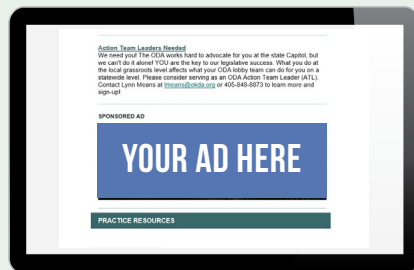 Action Team Leaders Needed
We need you! The ODA works hard to advocate for you at the state Capitol, but
we can't do it alone! YOU are the key to our legislative success. What you do at
the local grassroots level affects what your ODA lobby team can do for you on a
statewide level. Please consider serving as an ODA Action Team Leader (ATL).
Contact Lynn Means at lmeans@okda.org or 405-848-8873 to learn more and
sign-up!
SPONSORED AD
YOUR AD HERE
PRACTICE RESOURCES